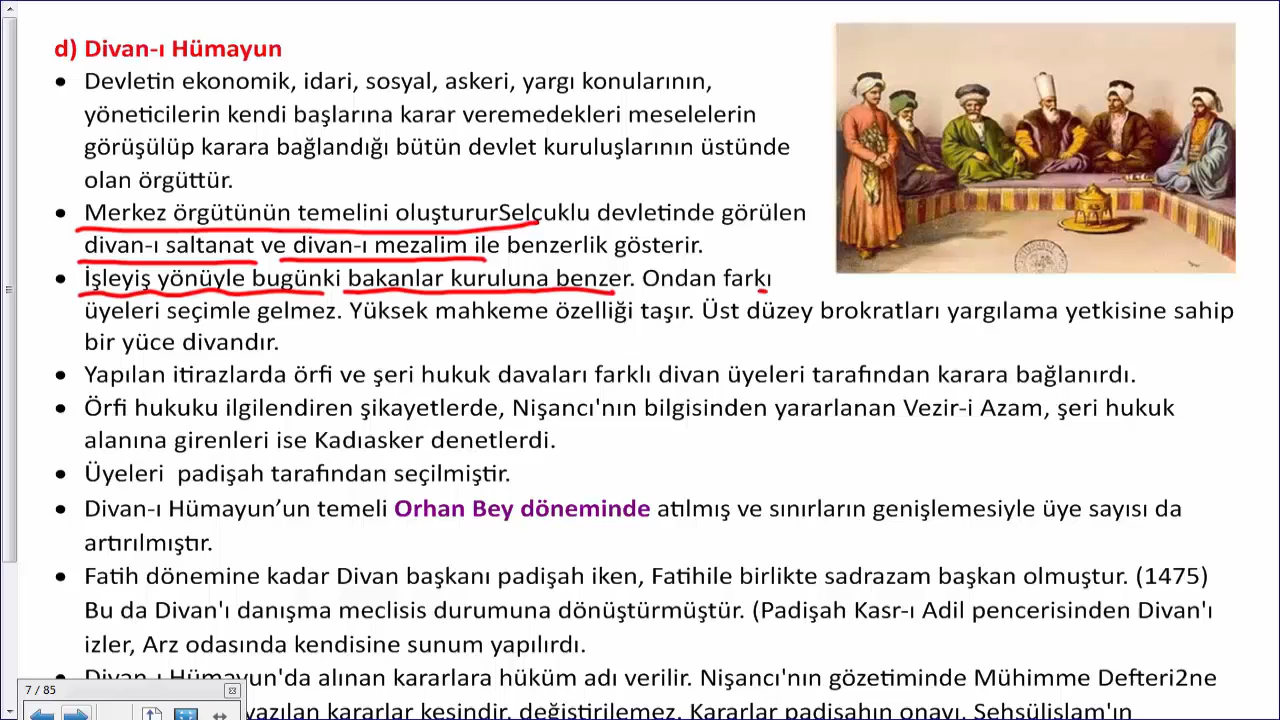 d) Divan-ı Hümayun
• Devletin ekonomik, idari, sosyal, askeri, yargı konularının,
yöneticilerin kendi başlarına karar veremedekleri meselelerin
görüşülüp karara bağlandığı bütün devlet kuruluşlarının üstünde
olan örgüttür.
• Merkez örgütünün temelini oluştururSelçuklu devletinde görülen
divan-ı saltanat ve divan-ı mezalim ile benzerlik gösterir.
• İşleyiş yönüyle bugünki bakanlar kuruluna benzer. Ondan farkı
üyeleri seçimle gelmez. Yüksek mahkeme özelliği taşır. Üst düzey brokratları yargılama yetkisine sahip
bir yüce divandır.
• Yapılan itirazlarda örfi ve şeri hukuk davaları farklı divan üyeleri tarafından karara bağlanırdı.
• Örfi hukuku ilgilendiren şikayetlerde, Nişancı'nın bilgisinden yararlanan Vezir-i Azam, şeri hukuk
alanına girenleri ise Kadıasker denetlerdi.
• Üyeleri padişah tarafından seçilmiştir.
• Divan-ı Hümayun’un temeli Orhan Bey döneminde atılmış ve sınırların genişlemesiyle üye sayısı da
artırılmıştır.
• Fatih dönemine kadar Divan başkanı padişah iken, Fatihile birlikte sadrazam başkan olmuştur. (1475)
Bu da Divan'ı danışma meclisis durumuna dönüştürmüştür. (Padişah Kasr-ı Adil pencerisinden Divan'ı
izler, Arz odasında kendisine sunum yapılırdı.
• Divan-ı Hümayun'da alınan kararlara hüküm adı verilir. Nişancı'nın gözetiminde Mühimme Defteri2ne
7 / 85
yazılan kararlar kesindir, değiştirilemez. Kararlar padişahın onayı, Şehsülislam'ın